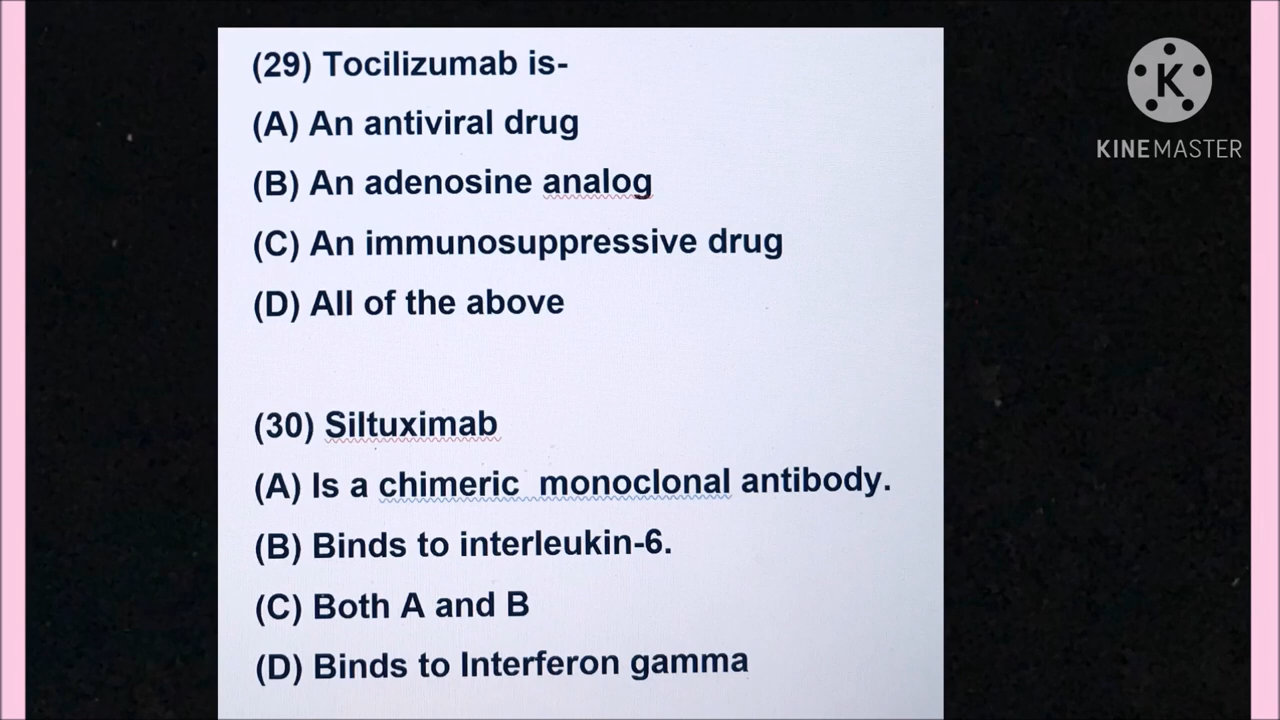 (29) Tocilizumab is-
(A) An antiviral drug
(B) An adenosine analog
(C) An immunosuppressive drug
(D) All of the above
(30) Siltuximab
(A) Is a chimeric monoclonal antibody.
(B) Binds to interleukin-6.
(C) Both A and B
(D) Binds to Interferon gamma
K
KINEMASTER